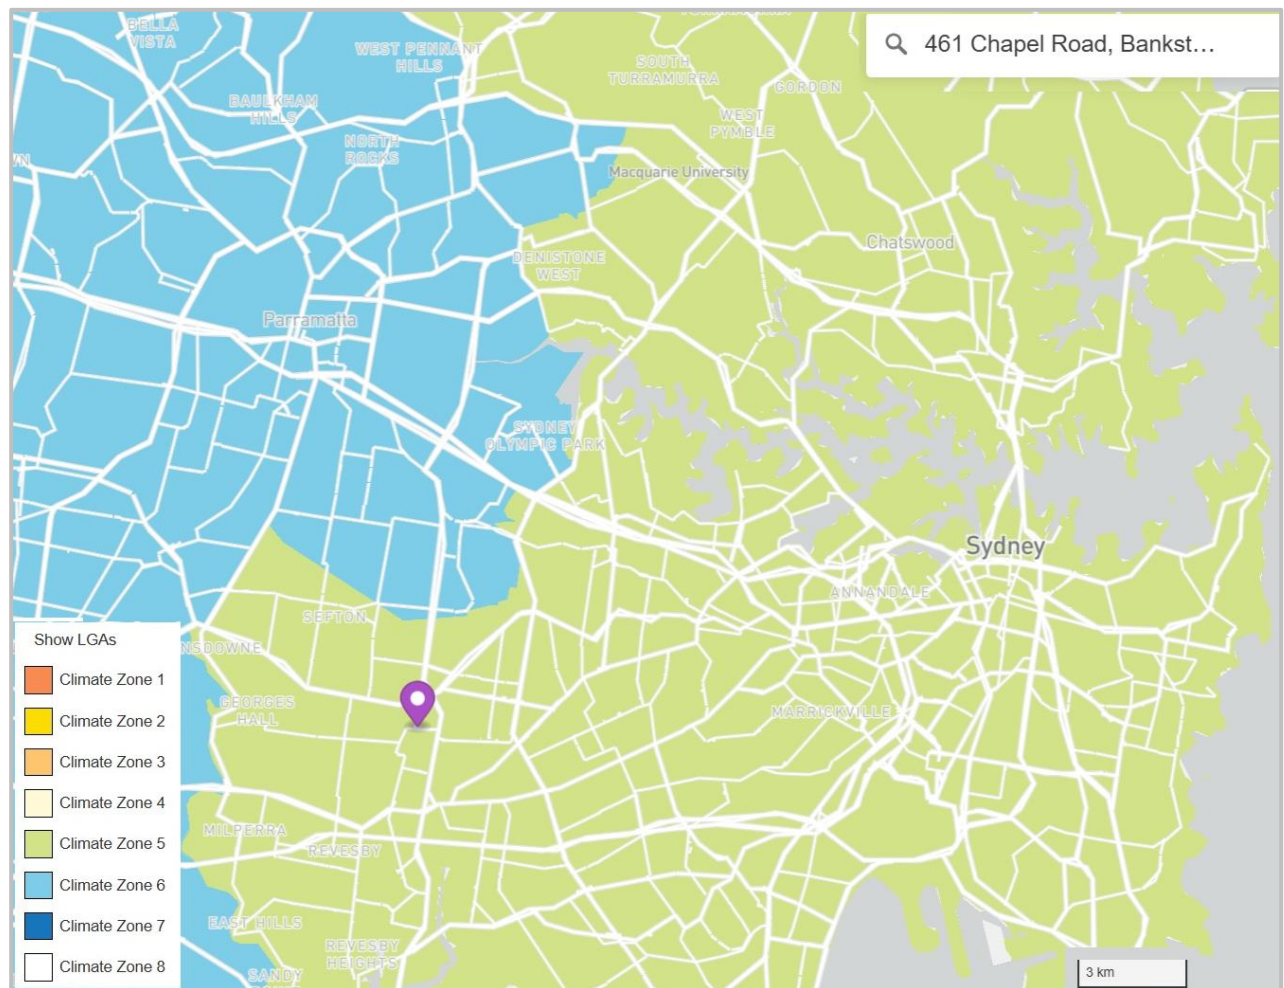 BELLA
VISTA
WEST PENNANT
HILLS
SOUTH
TURRAMURRA
461 Chapel Road, Bankst…
GORDON
BAULKHAM
HILLS
WEST
PYMBLE
NORTH
ROCKS
Macquarie University
Chatswood
DENISTONE
WEST
Parramatta
SYDNEY
OLYMPIC PARK
Sydney
ANNANDALE
SEFTON
NSDOWNE
GEORGES
HALL
MARRICKVILLE
MILPERRA
REVESBY
EAST HILLS
REVESBY
HEIGHTS
SANDY
Show LGAs
Climate Zone 1
Climate Zone 2
Climate Zone 3
Climate Zone 4
Climate Zone 5
Climate Zone 6
Climate Zone 7
Climate Zone 8
3 km